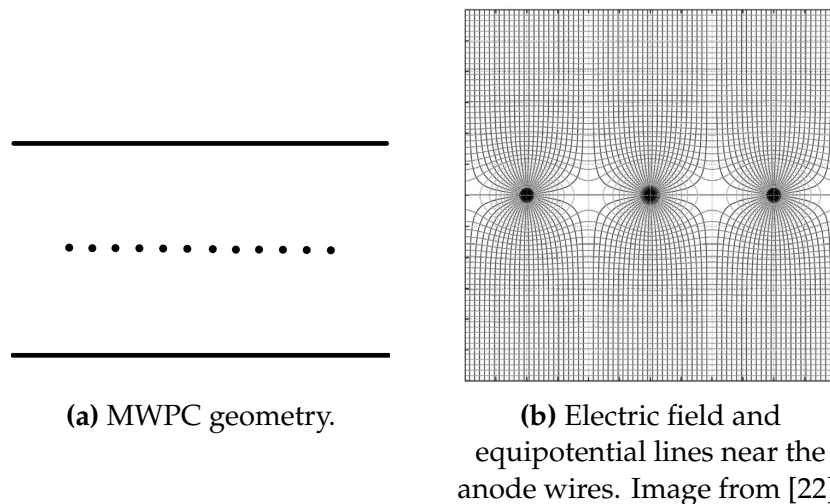 (a) MWPC geometry.
(b) Electric field and
equipotential lines near the
anode wires. Image from [22]